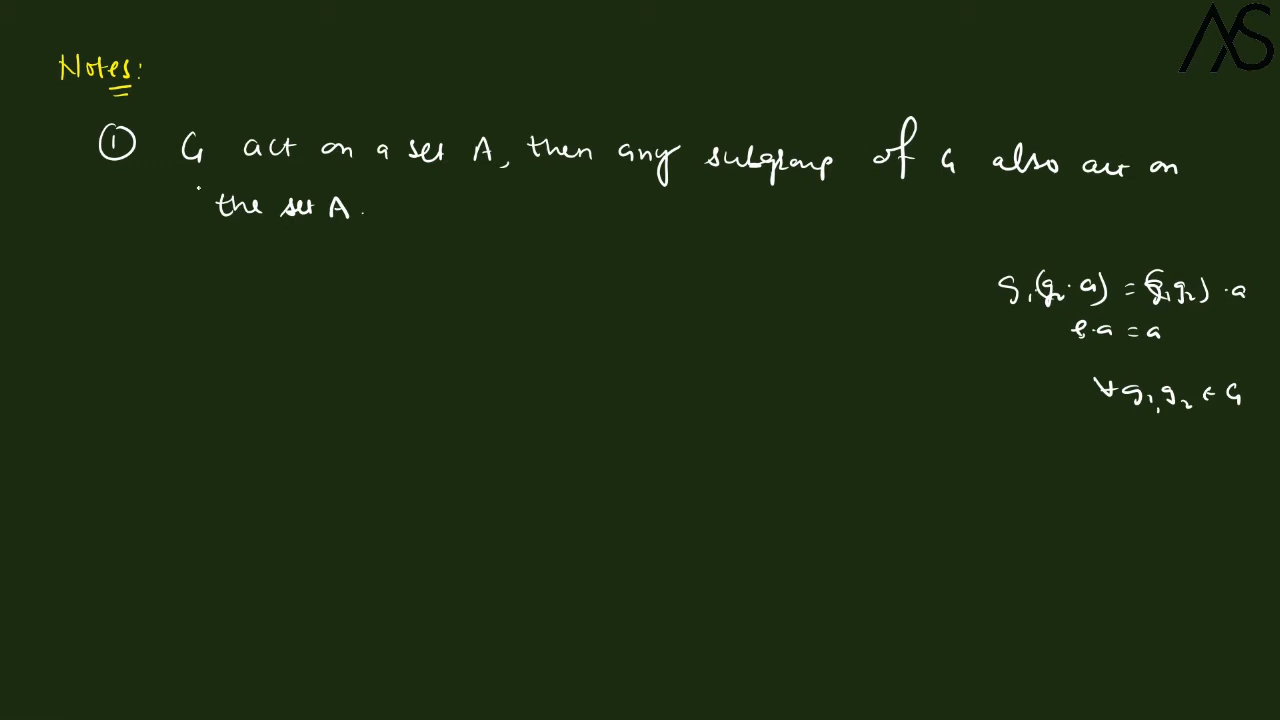 Notes:
① G act on a set A, then any subgroup of G also act on
the set A.
g₁(g₂·a) = (g₁g₂)·a
e·a = a
∀ g₁, g₂ ∈ G
AS